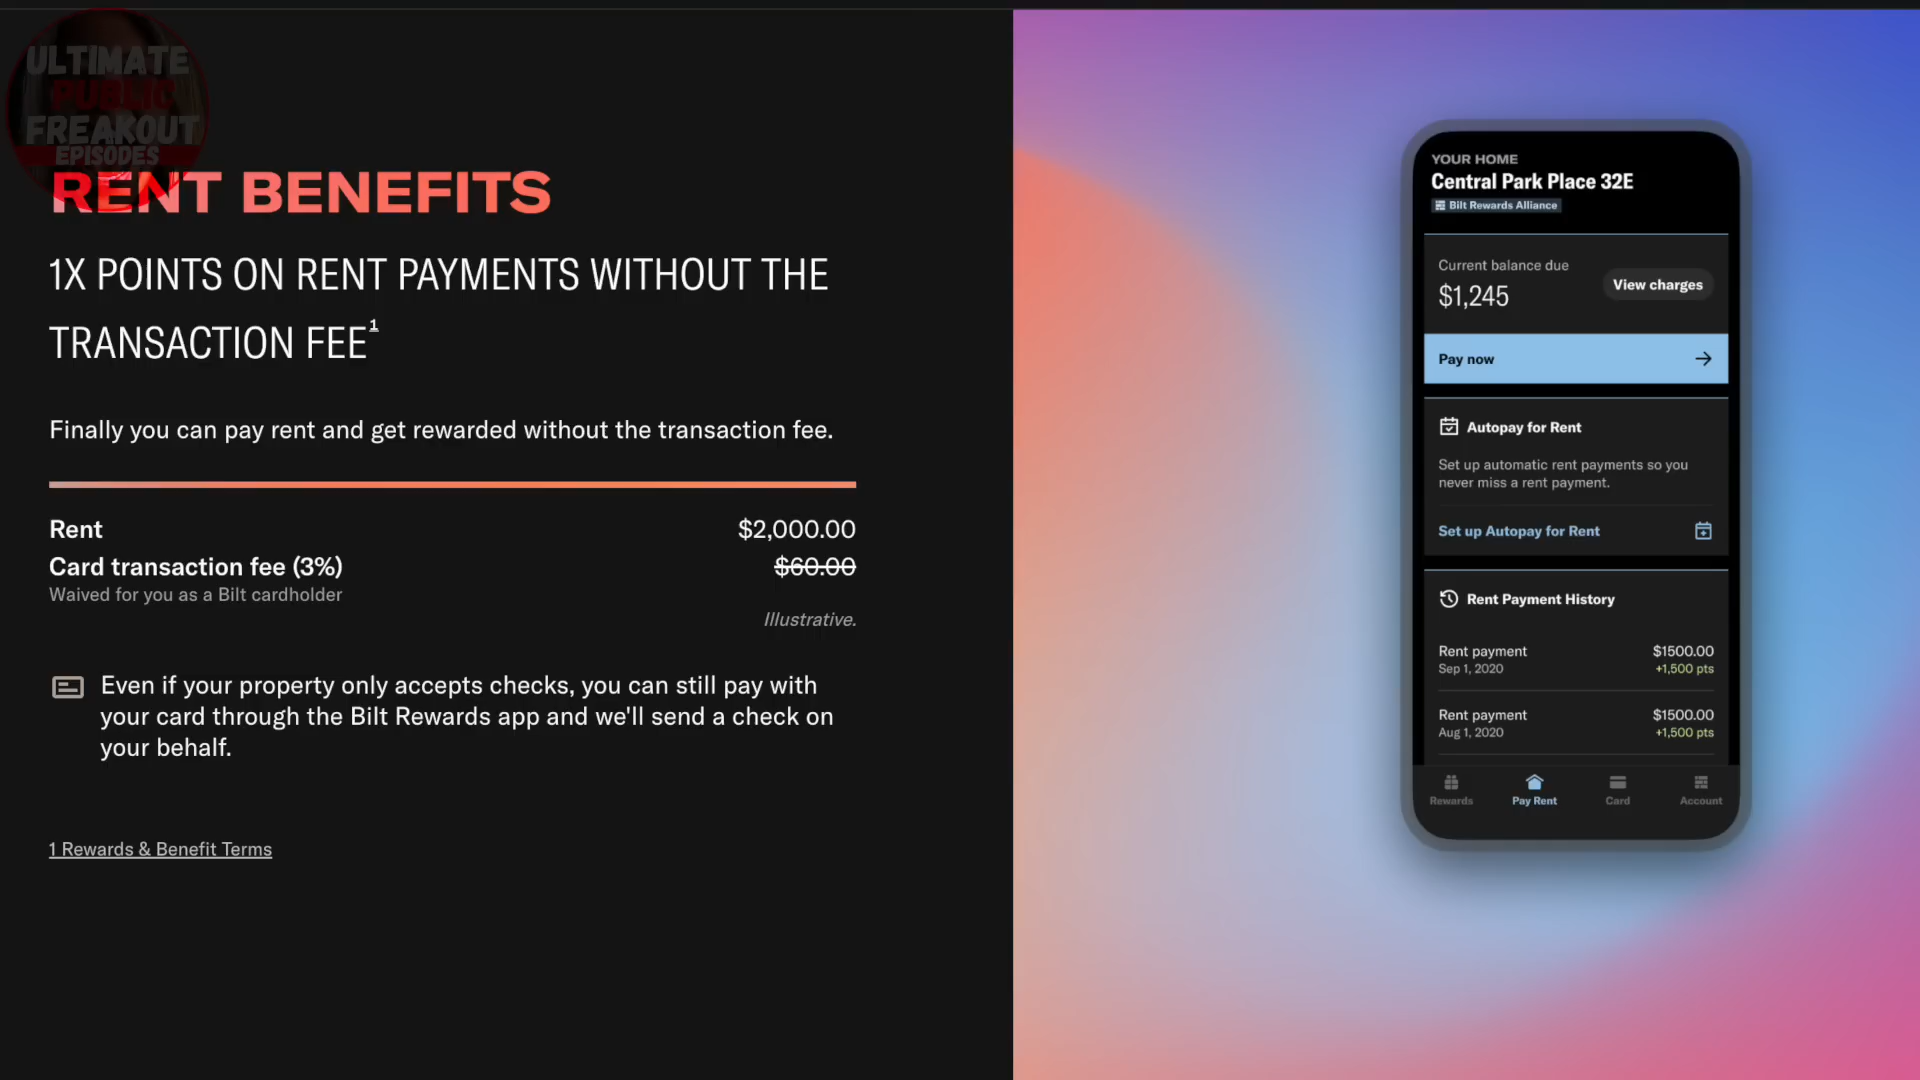 ULTIMATE
PUBLIC
FREAKOUT
EPISODES
RENT BENEFITS
1X POINTS ON RENT PAYMENTS WITHOUT THE
TRANSACTION FEE1
Finally you can pay rent and get rewarded without the transaction fee.
Rent $2,000.00
Card transaction fee (3%) $60.00
Waived for you as a Bilt cardholder
Illustrative.
Even if your property only accepts checks, you can still pay with
your card through the Bilt Rewards app and we'll send a check on
your behalf.
1 Rewards & Benefit Terms
YOUR HOME
Central Park Place 32E
Bilt Rewards Alliance
Current balance due
$1,245
View charges
Pay now
Autopay for Rent
Set up automatic rent payments so you
never miss a rent payment.
Set up Autopay for Rent
Rent Payment History
Rent payment $1500.00
Sep 1, 2020 +1,500 pts
Rent payment $1500.00
Aug 1, 2020 +1,500 pts
Rewards Pay Rent Card Account